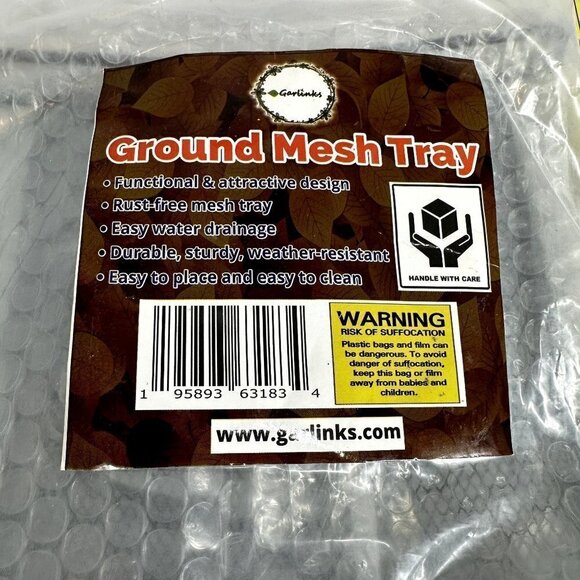 Garlinks
Ground Mesh Tray
• Functional & attractive design
• Rust-free mesh tray
• Easy water drainage
• Durable, sturdy, weather-resistant
• Easy to place and easy to clean
HANDLE WITH CARE
WARNING
RISK OF SUFFOCATION
Plastic bags and film can
be dangerous. To avoid
danger of suffocation,
keep this bag or film
away from babies and
children.
1 95893 63183 4
www.garlinks.com